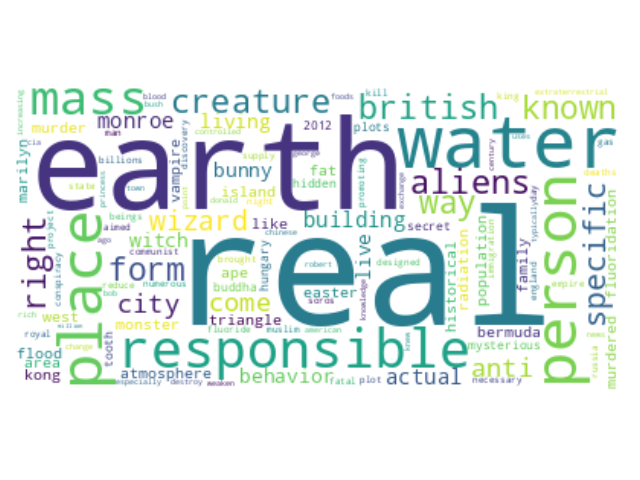 mass
creature
british
known
murder
monroe
living
2012
plots
kill
king
extraterrestrial
increasing
cia
blood
bush
man
controlled
foods
gas
deaths
marilyn
earth
water
billions
discovery
vampire
bunny
fat
hidden
aliens
way
century
state
princess
town
supply
island
george
promoting
exchange
wizard
like
building
secret
right
place
witch
real
person
specific
beings
aimed
ago
project
conspiracy
communist
brought
donald
night
chinese
point
form
ape
buddha
hungary
robert
designed
live
historical
radiation
population
immigration
family
england
typically
day
empire
fluoridation
murdered
city
come
easter
soros
knowledge
reduce
numerous
rich
west
monster
triangle
bermuda
mysterious
royal
flood
tooth
change
fluoride
muslim
american
responsible
knew
russia
news
area
kong
bob
atmosphere
behavior
fatal
plot
actual
anti
necessary
especially
destroy
weaken